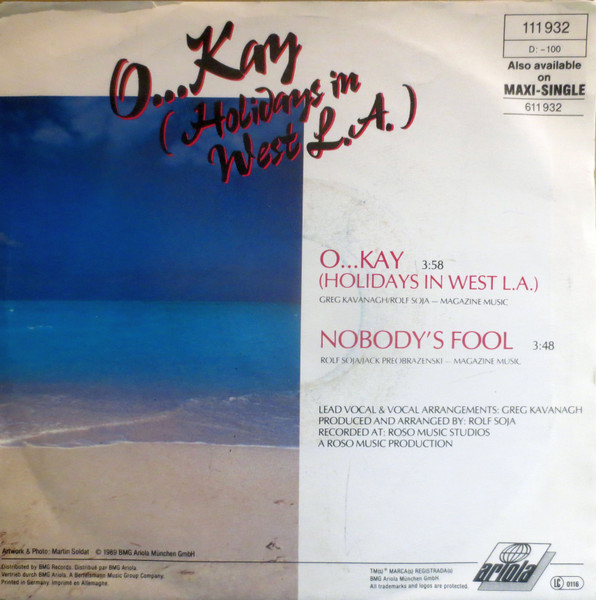 O...Kay
(Holidays in
West L.A.)
111 932
D: –100
Also available
on
MAXI-SINGLE
611 932
O...KAY 3:58
(HOLIDAYS IN WEST L.A.)
GREG KAVANAGH/ROLF SOJA — MAGAZINE MUSIC
NOBODY'S FOOL 3:48
ROLF SOJA/JACK PREOBRAZENSKI — MAGAZINE MUSIC
LEAD VOCAL & VOCAL ARRANGEMENTS: GREG KAVANAGH
PRODUCED AND ARRANGED BY: ROLF SOJA
RECORDED AT: ROSO MUSIC STUDIOS
A ROSO MUSIC PRODUCTION
Artwork & Photo: Martin Soldat · © 1989 BMG Ariola München GmbH
Distributed by BMG Records. Distribué par BMG Ariola.
Vertrieb durch BMG Ariola. A Bertelsmann Music Group Company.
Printed in Germany. Imprimé en Allemagne.
TM(s)® MARCA(s) REGISTRADA(s)
BMG Ariola München GmbH.
All trademarks and logos are protected.
ariola
LC 0116